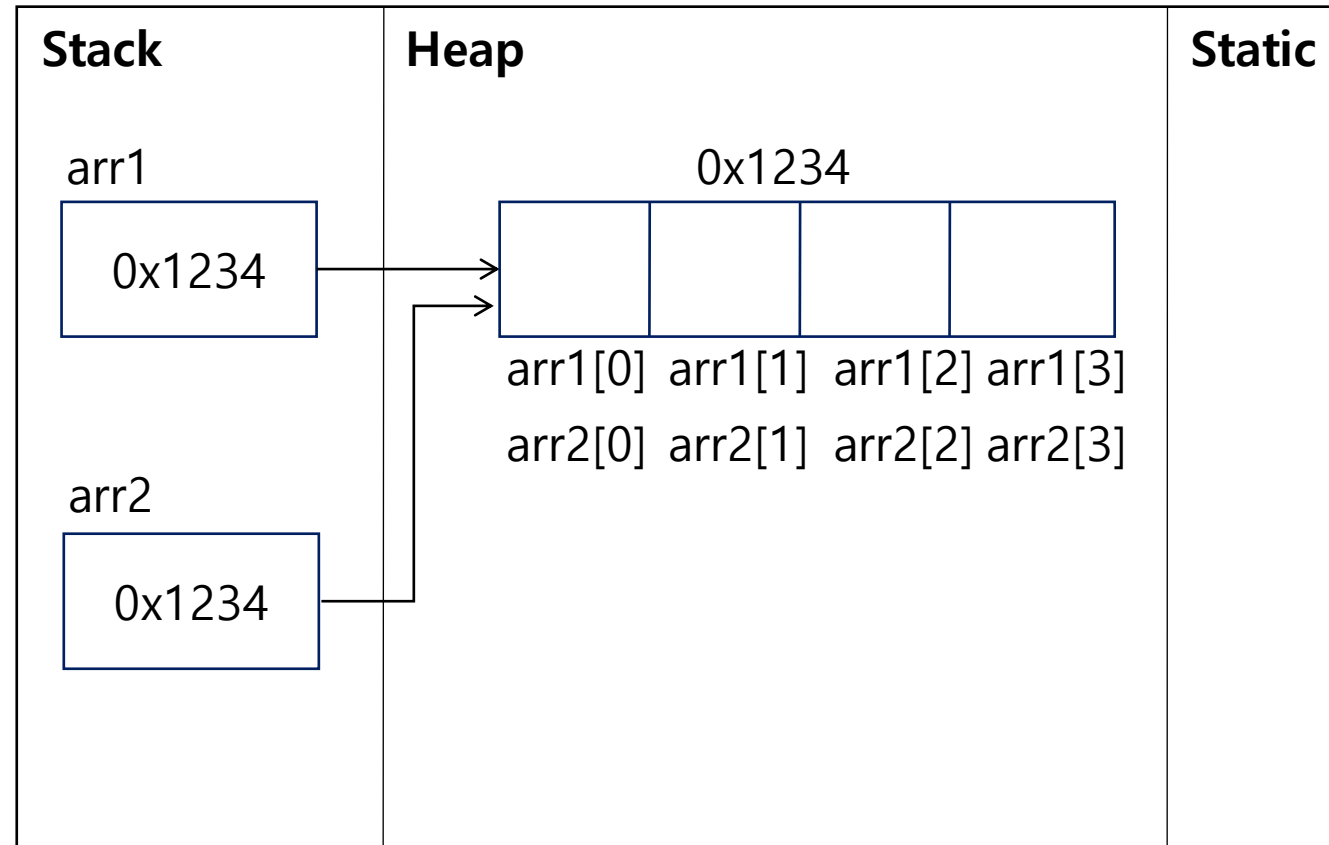 Stack
Heap
Static
arr1
0x1234
0x1234
arr1[0] arr1[1] arr1[2] arr1[3]
arr2[0] arr2[1] arr2[2] arr2[3]
arr2
0x1234